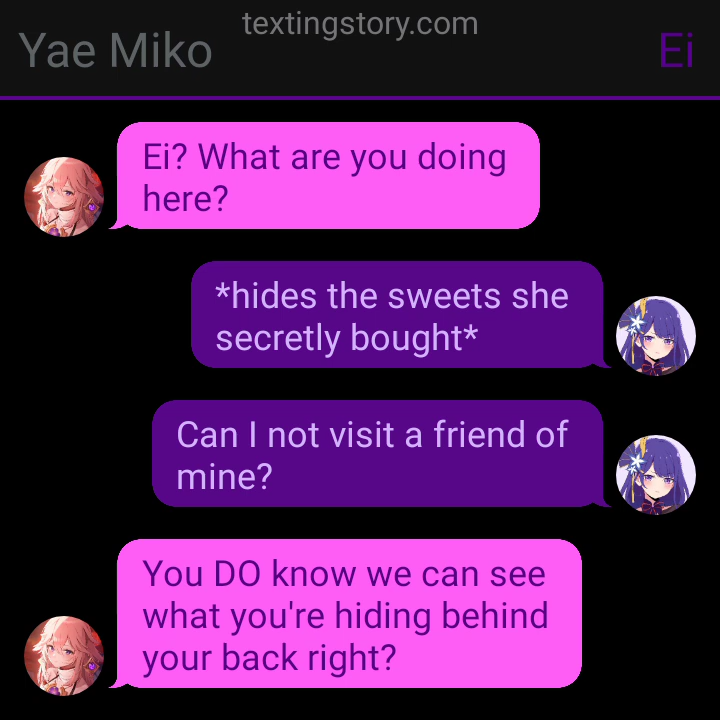 textingstory.com
Yae Miko
Ei
Ei? What are you doing
here?
*hides the sweets she
secretly bought*
Can I not visit a friend of
mine?
You DO know we can see
what you're hiding behind
your back right?